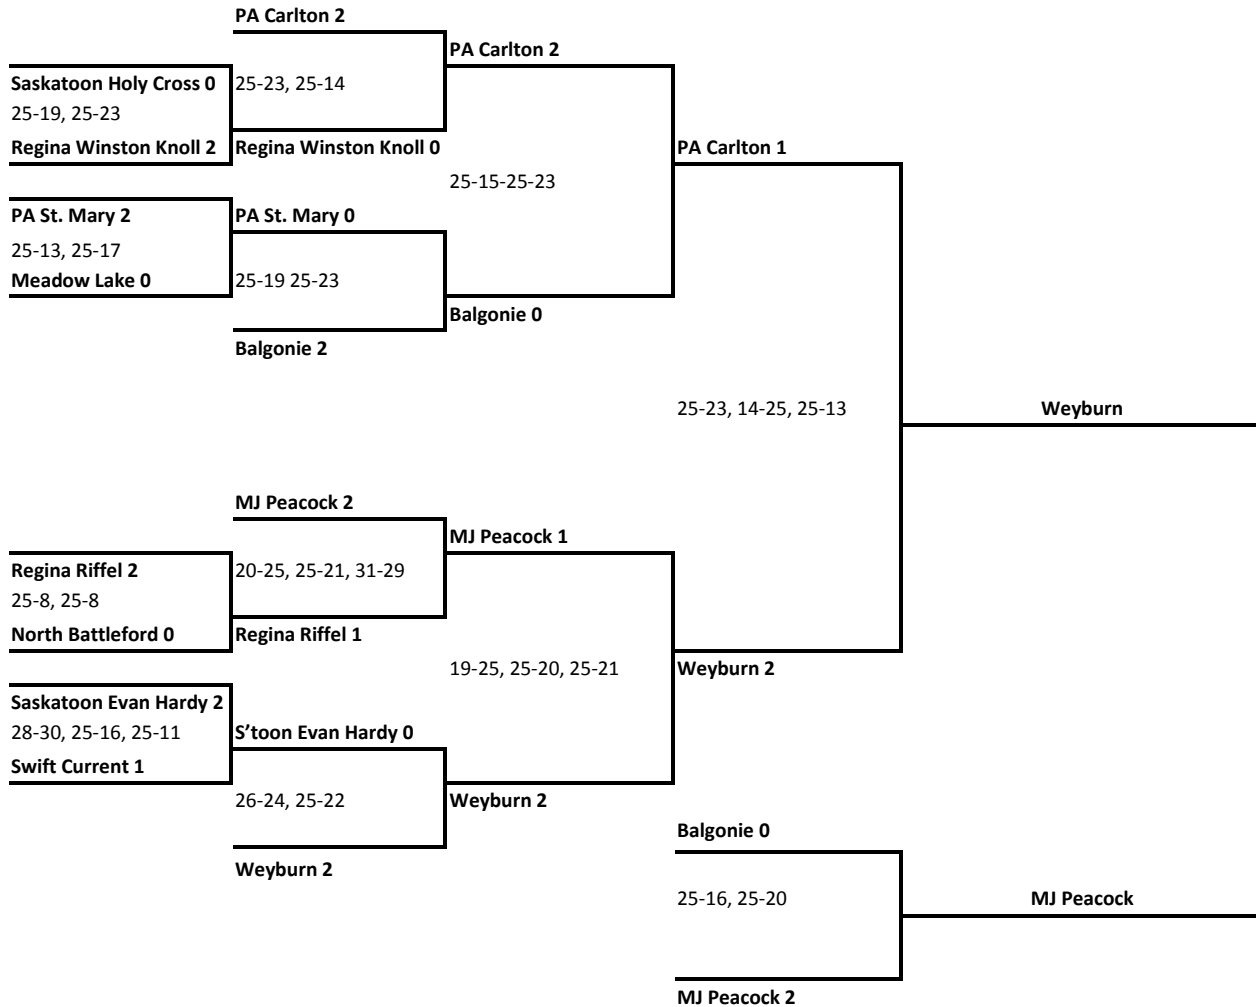 PA Carlton 2
PA Carlton 2
Saskatoon Holy Cross 0
25-23, 25-14
25-19, 25-23
Regina Winston Knoll 2
Regina Winston Knoll 0
PA Carlton 1
25-15-25-23
PA St. Mary 2
PA St. Mary 0
25-13, 25-17
Meadow Lake 0
25-19 25-23
Balgonie 0
Balgonie 2
25-23, 14-25, 25-13
Weyburn
MJ Peacock 2
MJ Peacock 1
Regina Riffel 2
20-25, 25-21, 31-29
25-8, 25-8
North Battleford 0
Regina Riffel 1
19-25, 25-20, 25-21
Weyburn 2
Saskatoon Evan Hardy 2
28-30, 25-16, 25-11
S’toon Evan Hardy 0
Swift Current 1
26-24, 25-22
Weyburn 2
Balgonie 0
Weyburn 2
25-16, 25-20
MJ Peacock
MJ Peacock 2